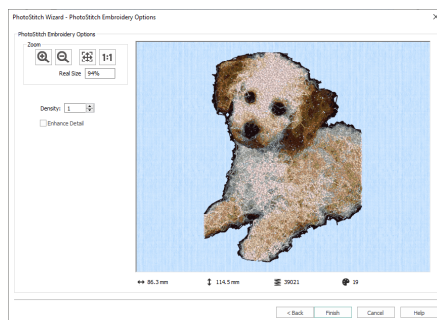 PhotoStitch Wizard - PhotoStitch Embroidery Options
PhotoStitch Embroidery Options
Zoom
1:1
Real Size 94%
Density: 1
Enhance Detail
86.3 mm 114.5 mm 39021 19
< Back Finish Cancel Help